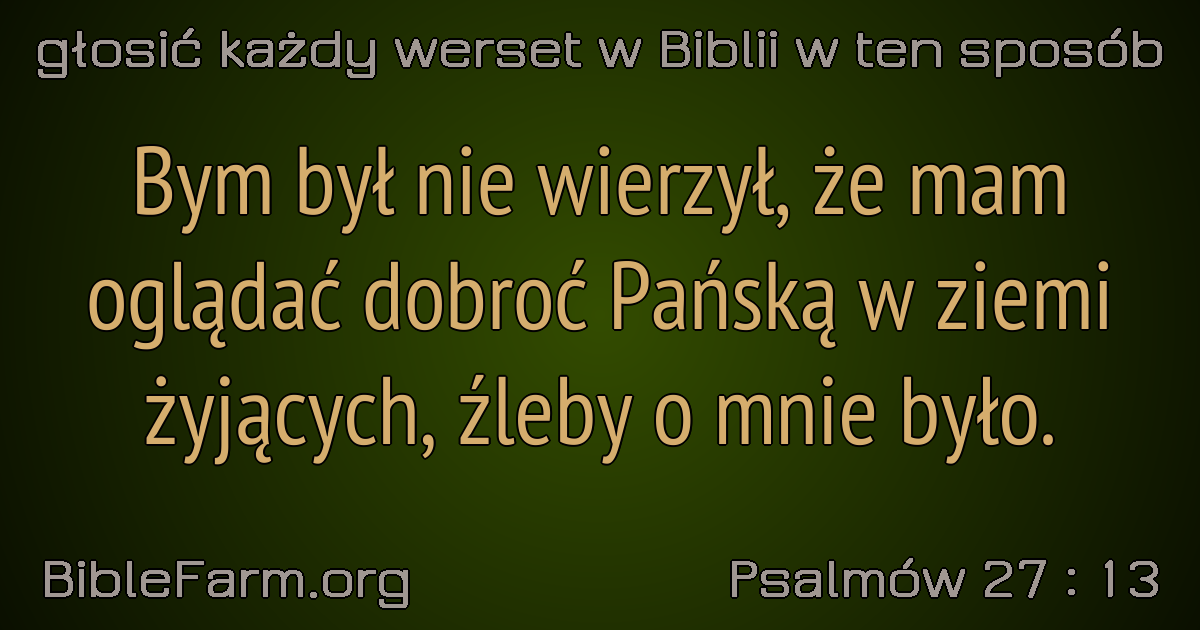 głosić każdy werset w Biblii w ten sposób
Bym był nie wierzył, że mam
oglądać dobroć Pańską w ziemi
żyjących, źleby o mnie było.
BibleFarm.org
Psalmów 27 : 13